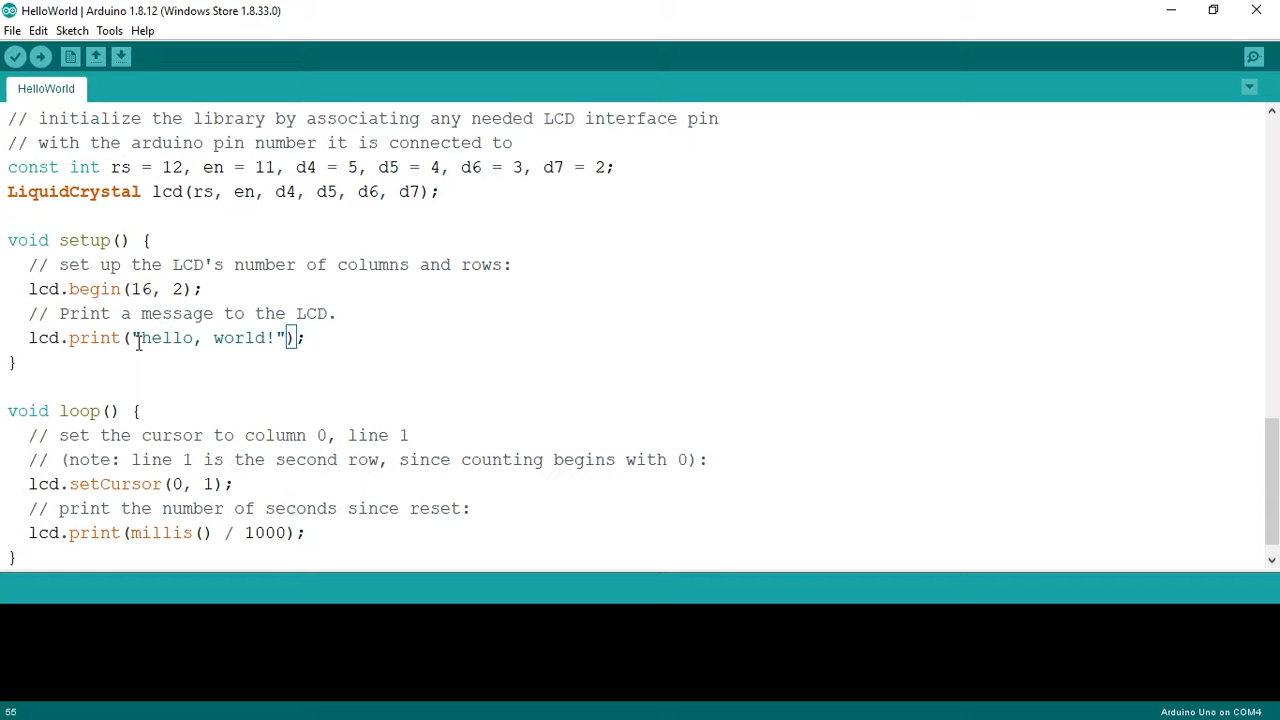 HelloWorld | Arduino 1.8.12 (Windows Store 1.8.33.0)
File Edit Sketch Tools Help
HelloWorld
// initialize the library by associating any needed LCD interface pin
// with the arduino pin number it is connected to
const int rs = 12, en = 11, d4 = 5, d5 = 4, d6 = 3, d7 = 2;
LiquidCrystal lcd(rs, en, d4, d5, d6, d7);
void setup() {
// set up the LCD's number of columns and rows:
lcd.begin(16, 2);
// Print a message to the LCD.
lcd.print("hello, world!");
}
void loop() {
// set the cursor to column 0, line 1
// (note: line 1 is the second row, since counting begins with 0):
lcd.setCursor(0, 1);
// print the number of seconds since reset:
lcd.print(millis() / 1000);
}
55
Arduino Uno on COM4